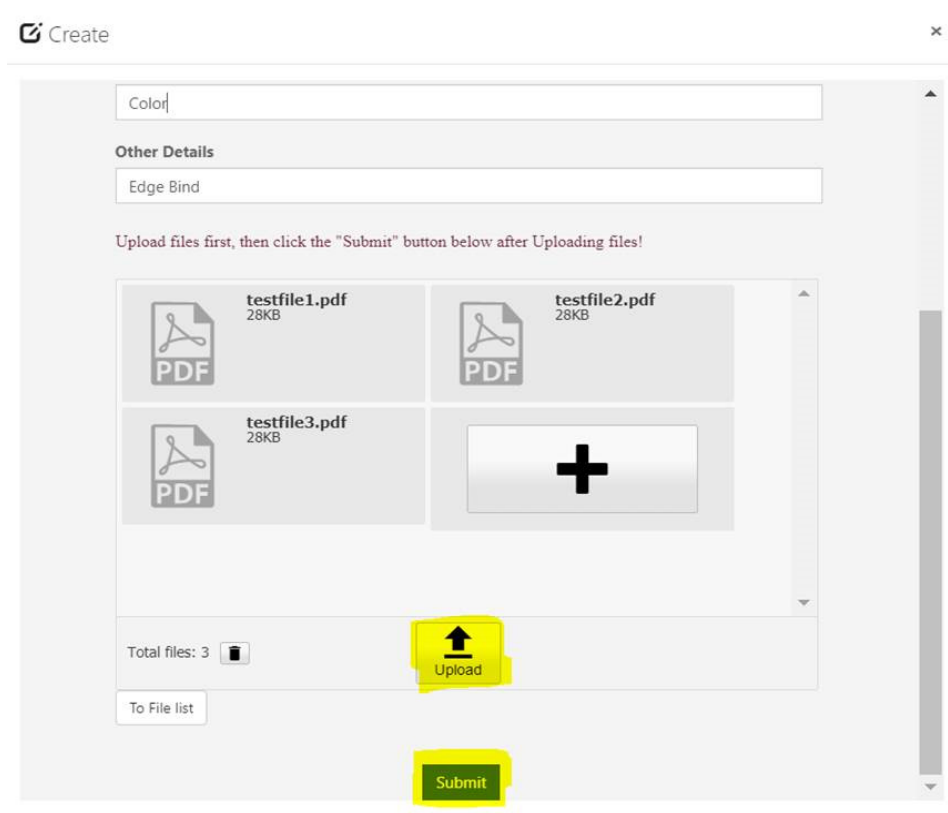 Create
×
Color
Other Details
Edge Bind
Upload files first, then click the "Submit" button below after Uploading files!
testfile1.pdf
28KB
PDF
testfile2.pdf
28KB
PDF
testfile3.pdf
28KB
PDF
Total files: 3
Upload
To File list
Submit